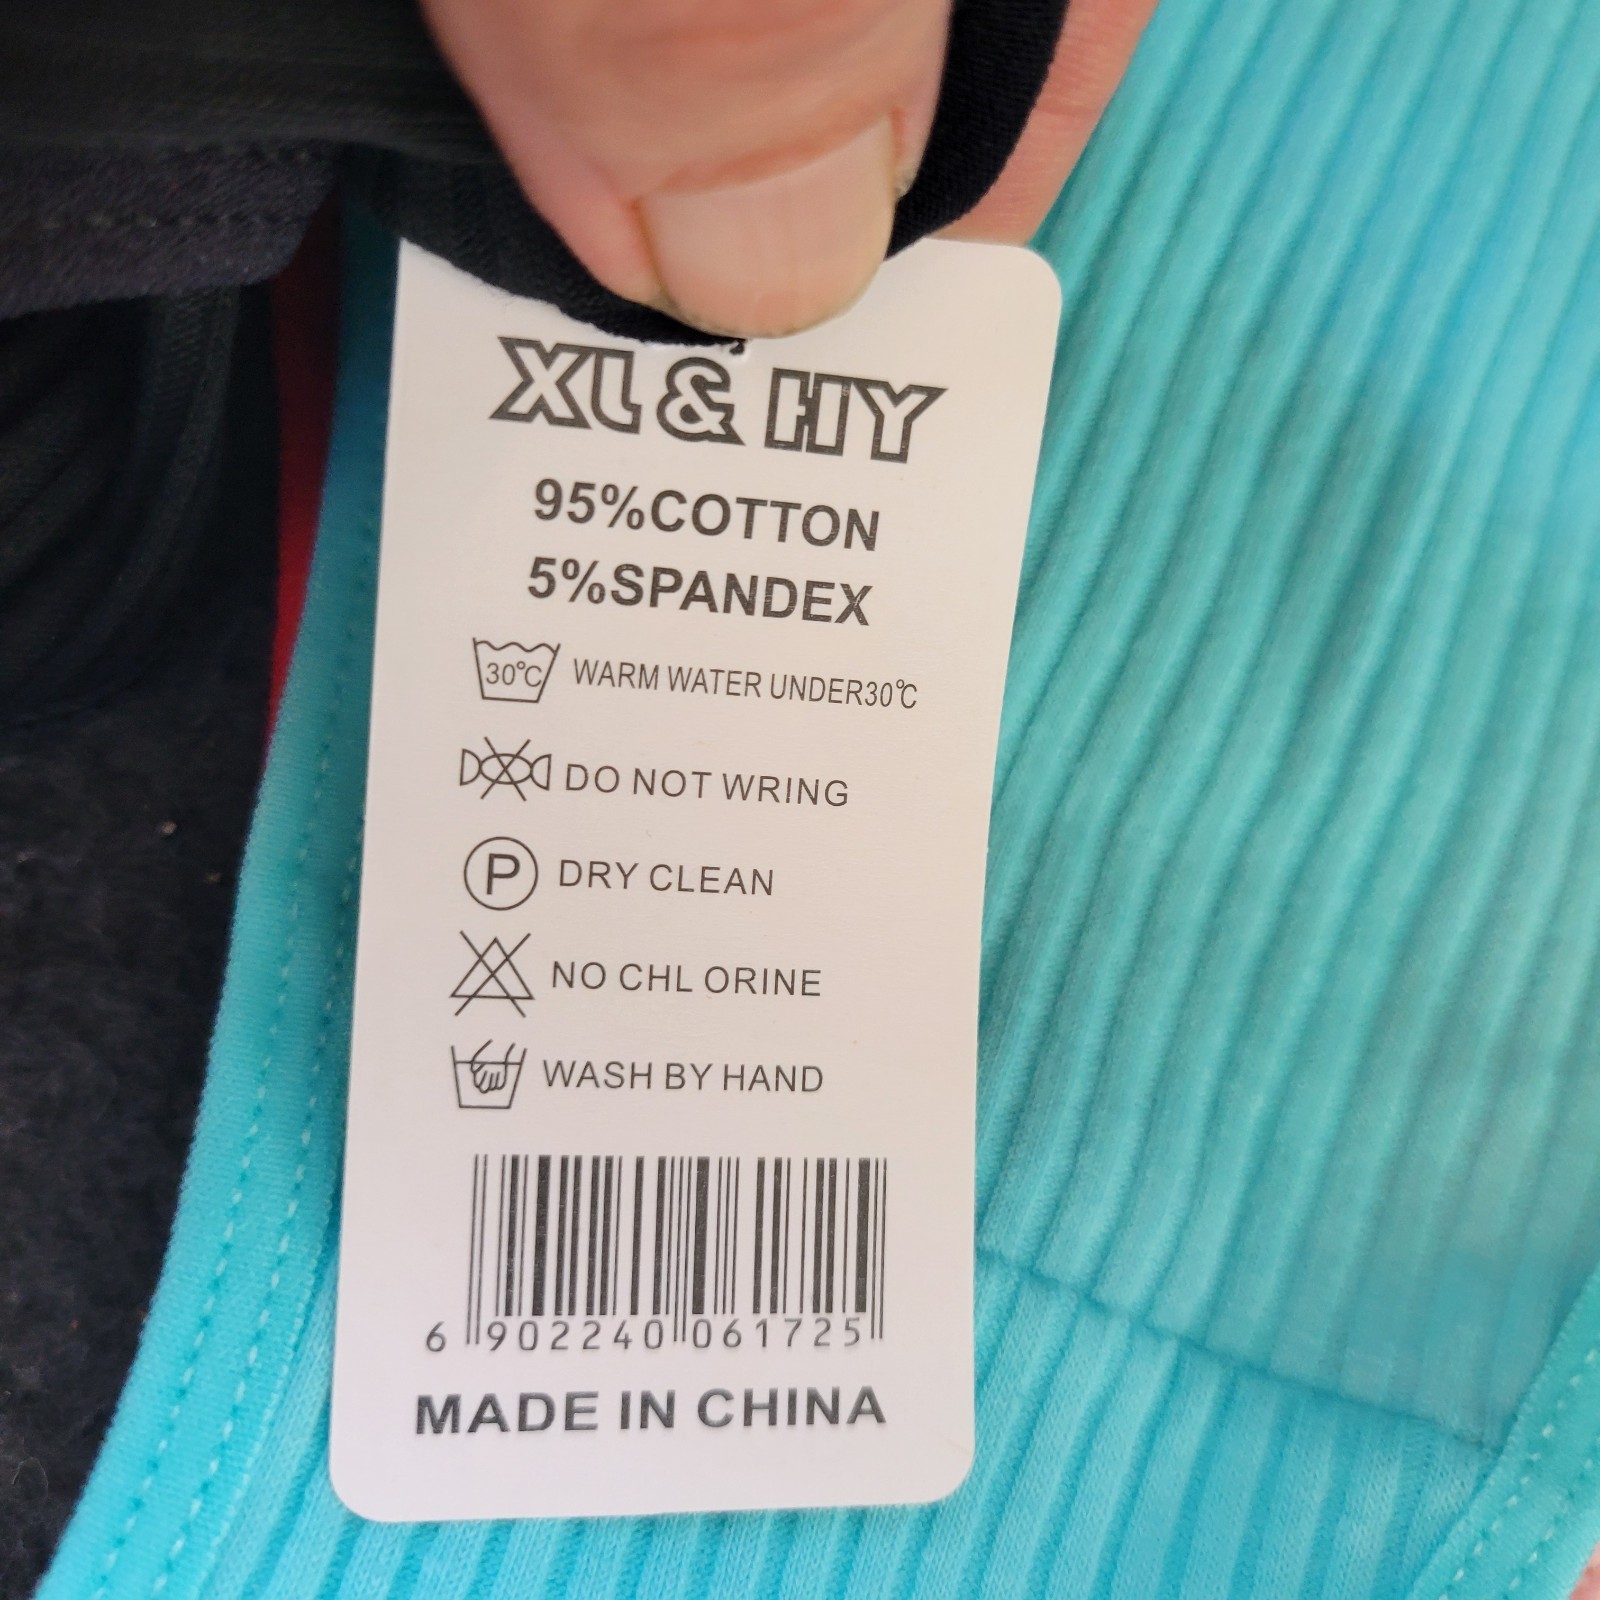 XL & HY
95%COTTON
5%SPANDEX
30°C WARM WATER UNDER30°C
DO NOT WRING
P DRY CLEAN
NO CHL ORINE
WASH BY HAND
6 902240 061725
MADE IN CHINA